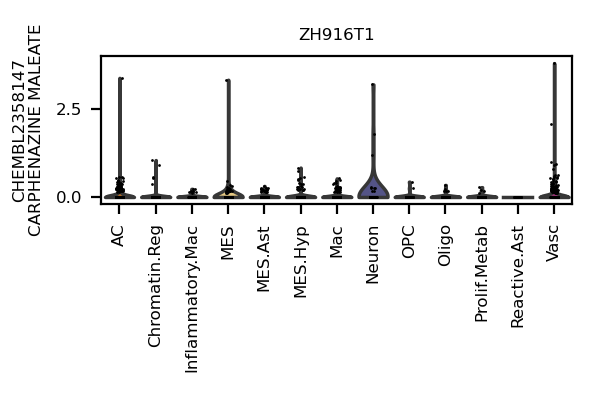 ZH916T1
CHEMBL2358147
CARPHENAZINE MALEATE
2.5
0.0
AC
Chromatin.Reg
Inflammatory.Mac
MES
MES.Ast
MES.Hyp
Mac
Neuron
OPC
Oligo
Prolif.Metab
Reactive.Ast
Vasc